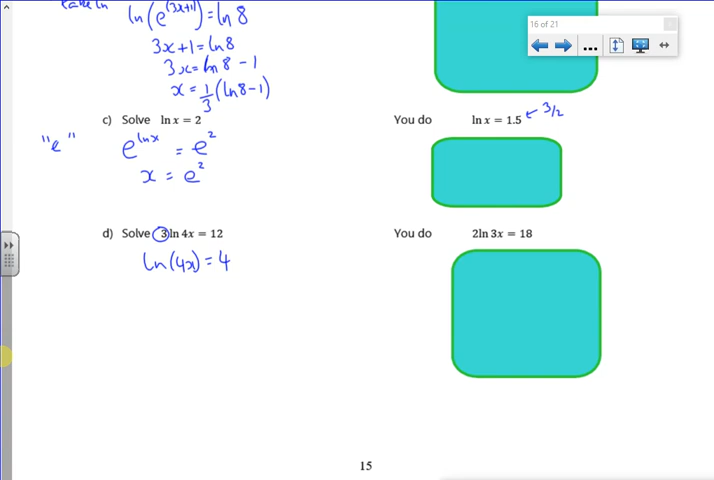 take ln ln(e^(3x+1)) = ln 8
16 of 21
3x+1 = ln 8
3x = ln 8 - 1
x = 1/3 (ln 8 - 1)
c) Solve ln x = 2
"e" e^(ln x) = e^2
x = e^2
You do ln x = 1.5 ← 3/2
d) Solve 3ln 4x = 12
ln(4x) = 4
You do 2ln 3x = 18
15